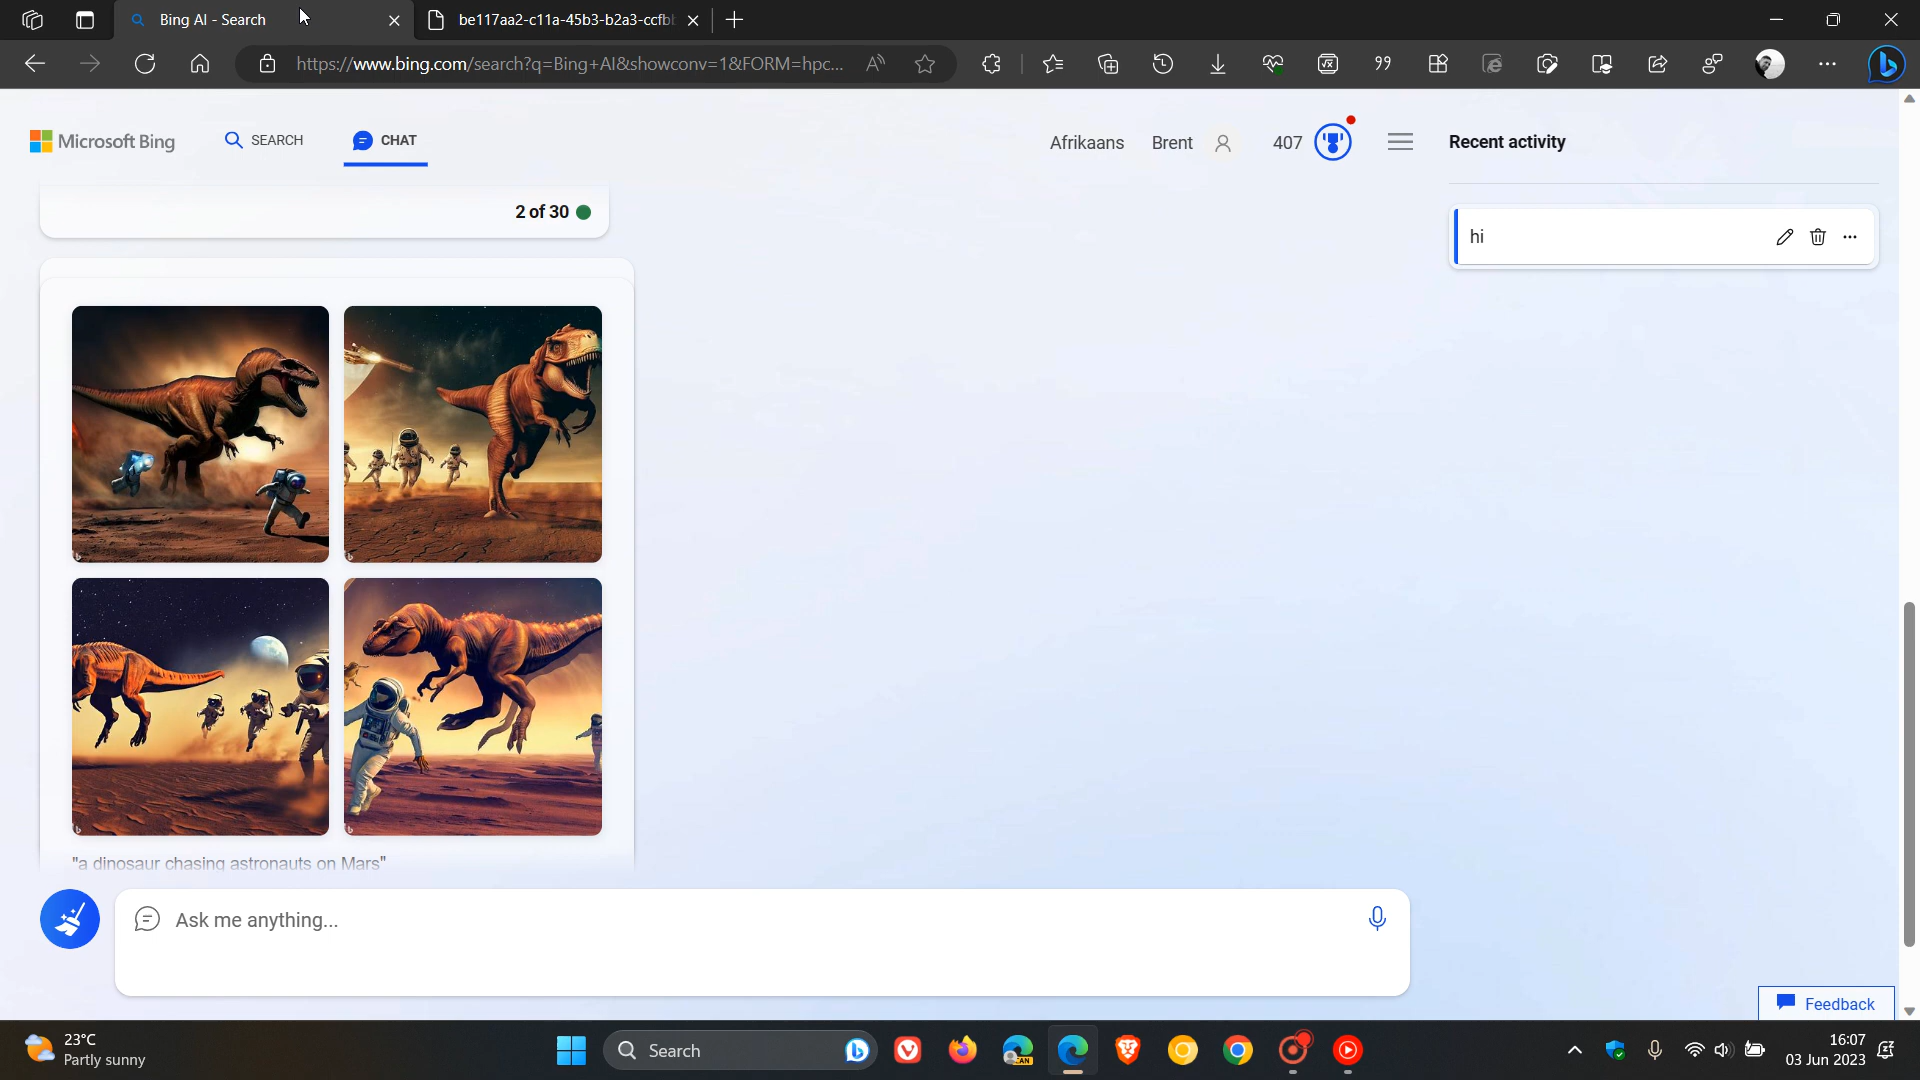 Bing AI - Search
be117aa2-c11a-45b3-b2a3-ccfb
https://www.bing.com/search?q=Bing+AI&showconv=1&FORM=hpc...
Microsoft Bing
SEARCH
CHAT
Afrikaans
Brent
407
Recent activity
2 of 30
hi
"a dinosaur chasing astronauts on Mars"
Ask me anything...
Feedback
23°C
Partly sunny
Search
CAN
16:07
03 Jun 2023